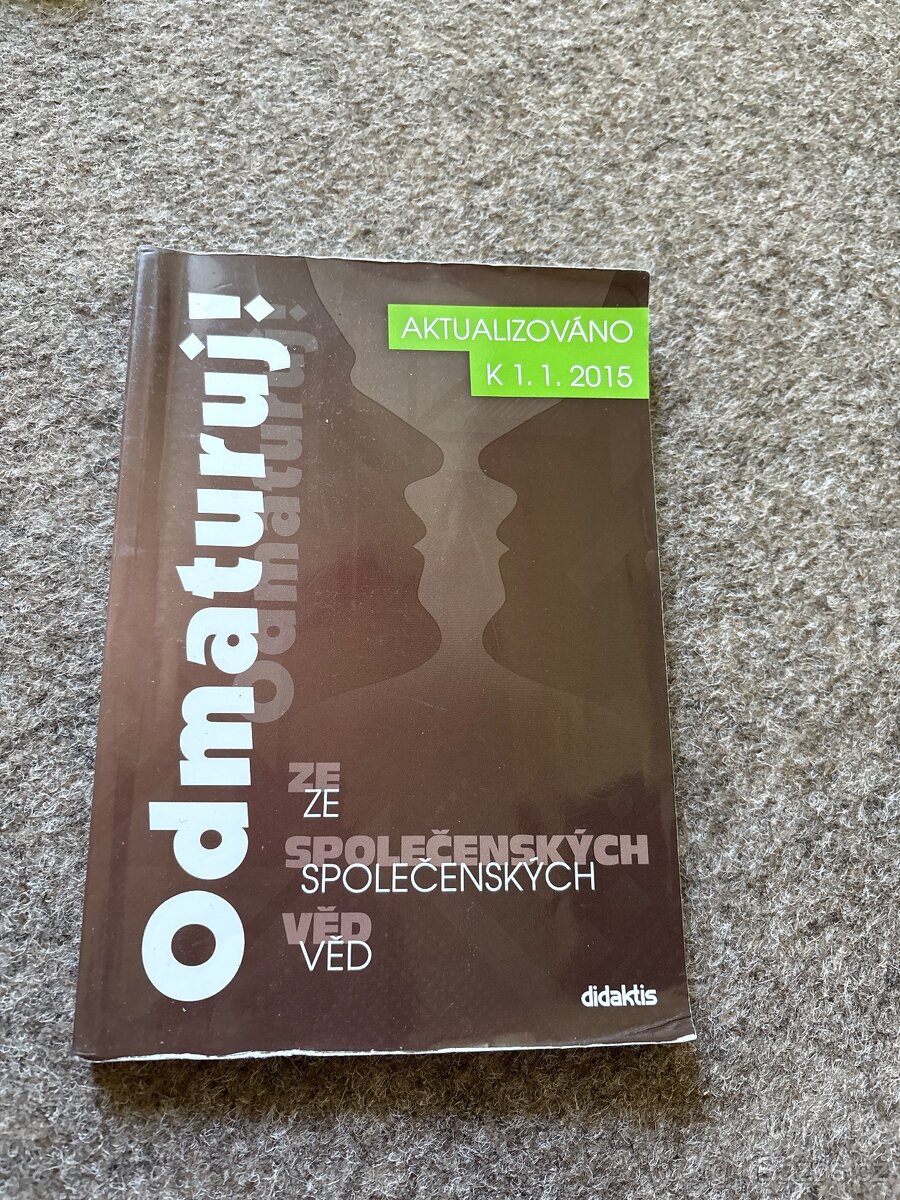 AKTUALIZOVÁNO
K 1. 1. 2015
Odmaturuj!
Odmaturuj!
ZE
ZE
SPOLEČENSKÝCH
SPOLEČENSKÝCH
VĚD
VĚD
didaktis